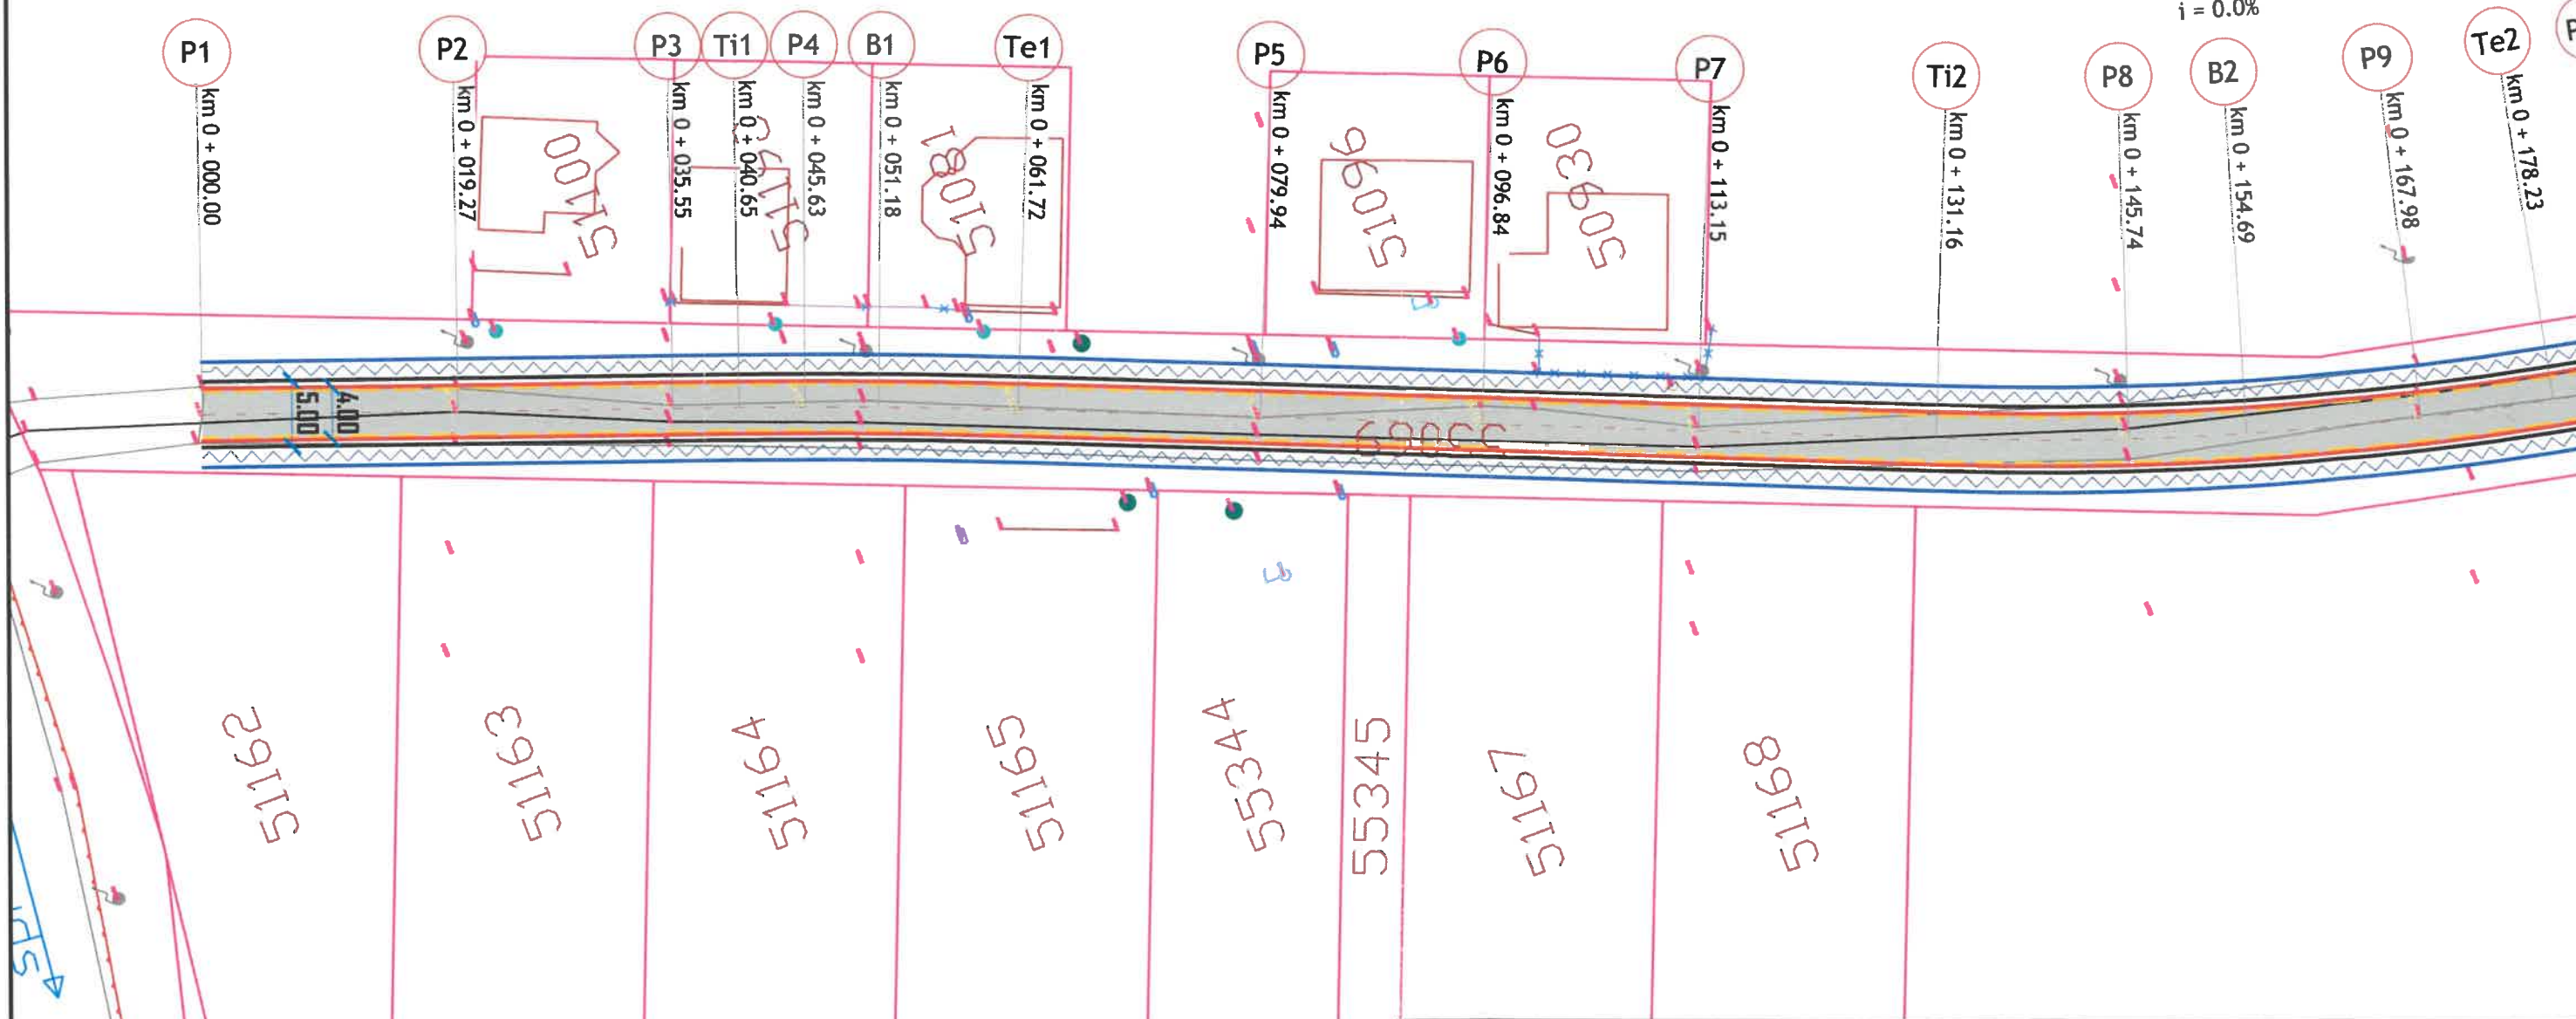 i = 0.0%
P1
P2
P3
Ti1
P4
B1
Te1
P5
P6
P7
Ti2
P8
B2
P9
Te2
km 0 + 000.00
km 0 + 019.27
km 0 + 035.55
km 0 + 040.65
km 0 + 045.63
km 0 + 051.18
km 0 + 061.72
km 0 + 079.94
km 0 + 096.84
km 0 + 113.15
km 0 + 131.16
km 0 + 145.74
km 0 + 154.69
km 0 + 167.98
km 0 + 178.23
51100
51081
51096
50930
5.00
4.00
51162
51163
51164
51165
55344
55345
51167
51168